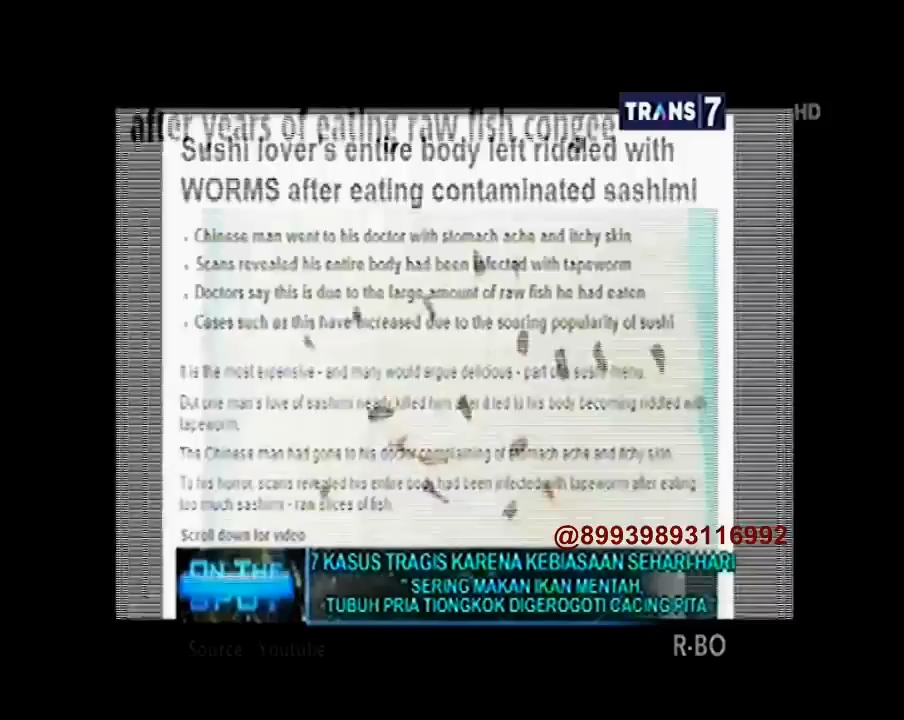 TRANS 7
HD
after years of eating raw fish congee
Sushi lover's entire body left riddled with
WORMS after eating contaminated sashimi
• Chinese man went to his doctor with stomach ache and itchy skin
• Scans revealed his entire body had been infected with tapeworm
• Doctors say this is due to the large amount of raw fish he had eaten
• Cases such as this have increased due to the soaring popularity of sushi
It is the most expensive - and many would argue delicious - part of a sushi menu.
But one man's love of sashimi nearly killed him after it led to his body becoming riddled with
tapeworm.
The Chinese man had gone to his doctor complaining of stomach ache and itchy skin.
To his horror, scans revealed his entire body had been infected with tapeworm after eating
too much sashimi - raw slices of fish.
Scroll down for video
@89939893116992
ON THE
SPOT
7 KASUS TRAGIS KARENA KEBIASAAN SEHARI-HARI
" SERING MAKAN IKAN MENTAH,
TUBUH PRIA TIONGKOK DIGEROGOTI CACING PITA "
Source : Youtube
R-BO